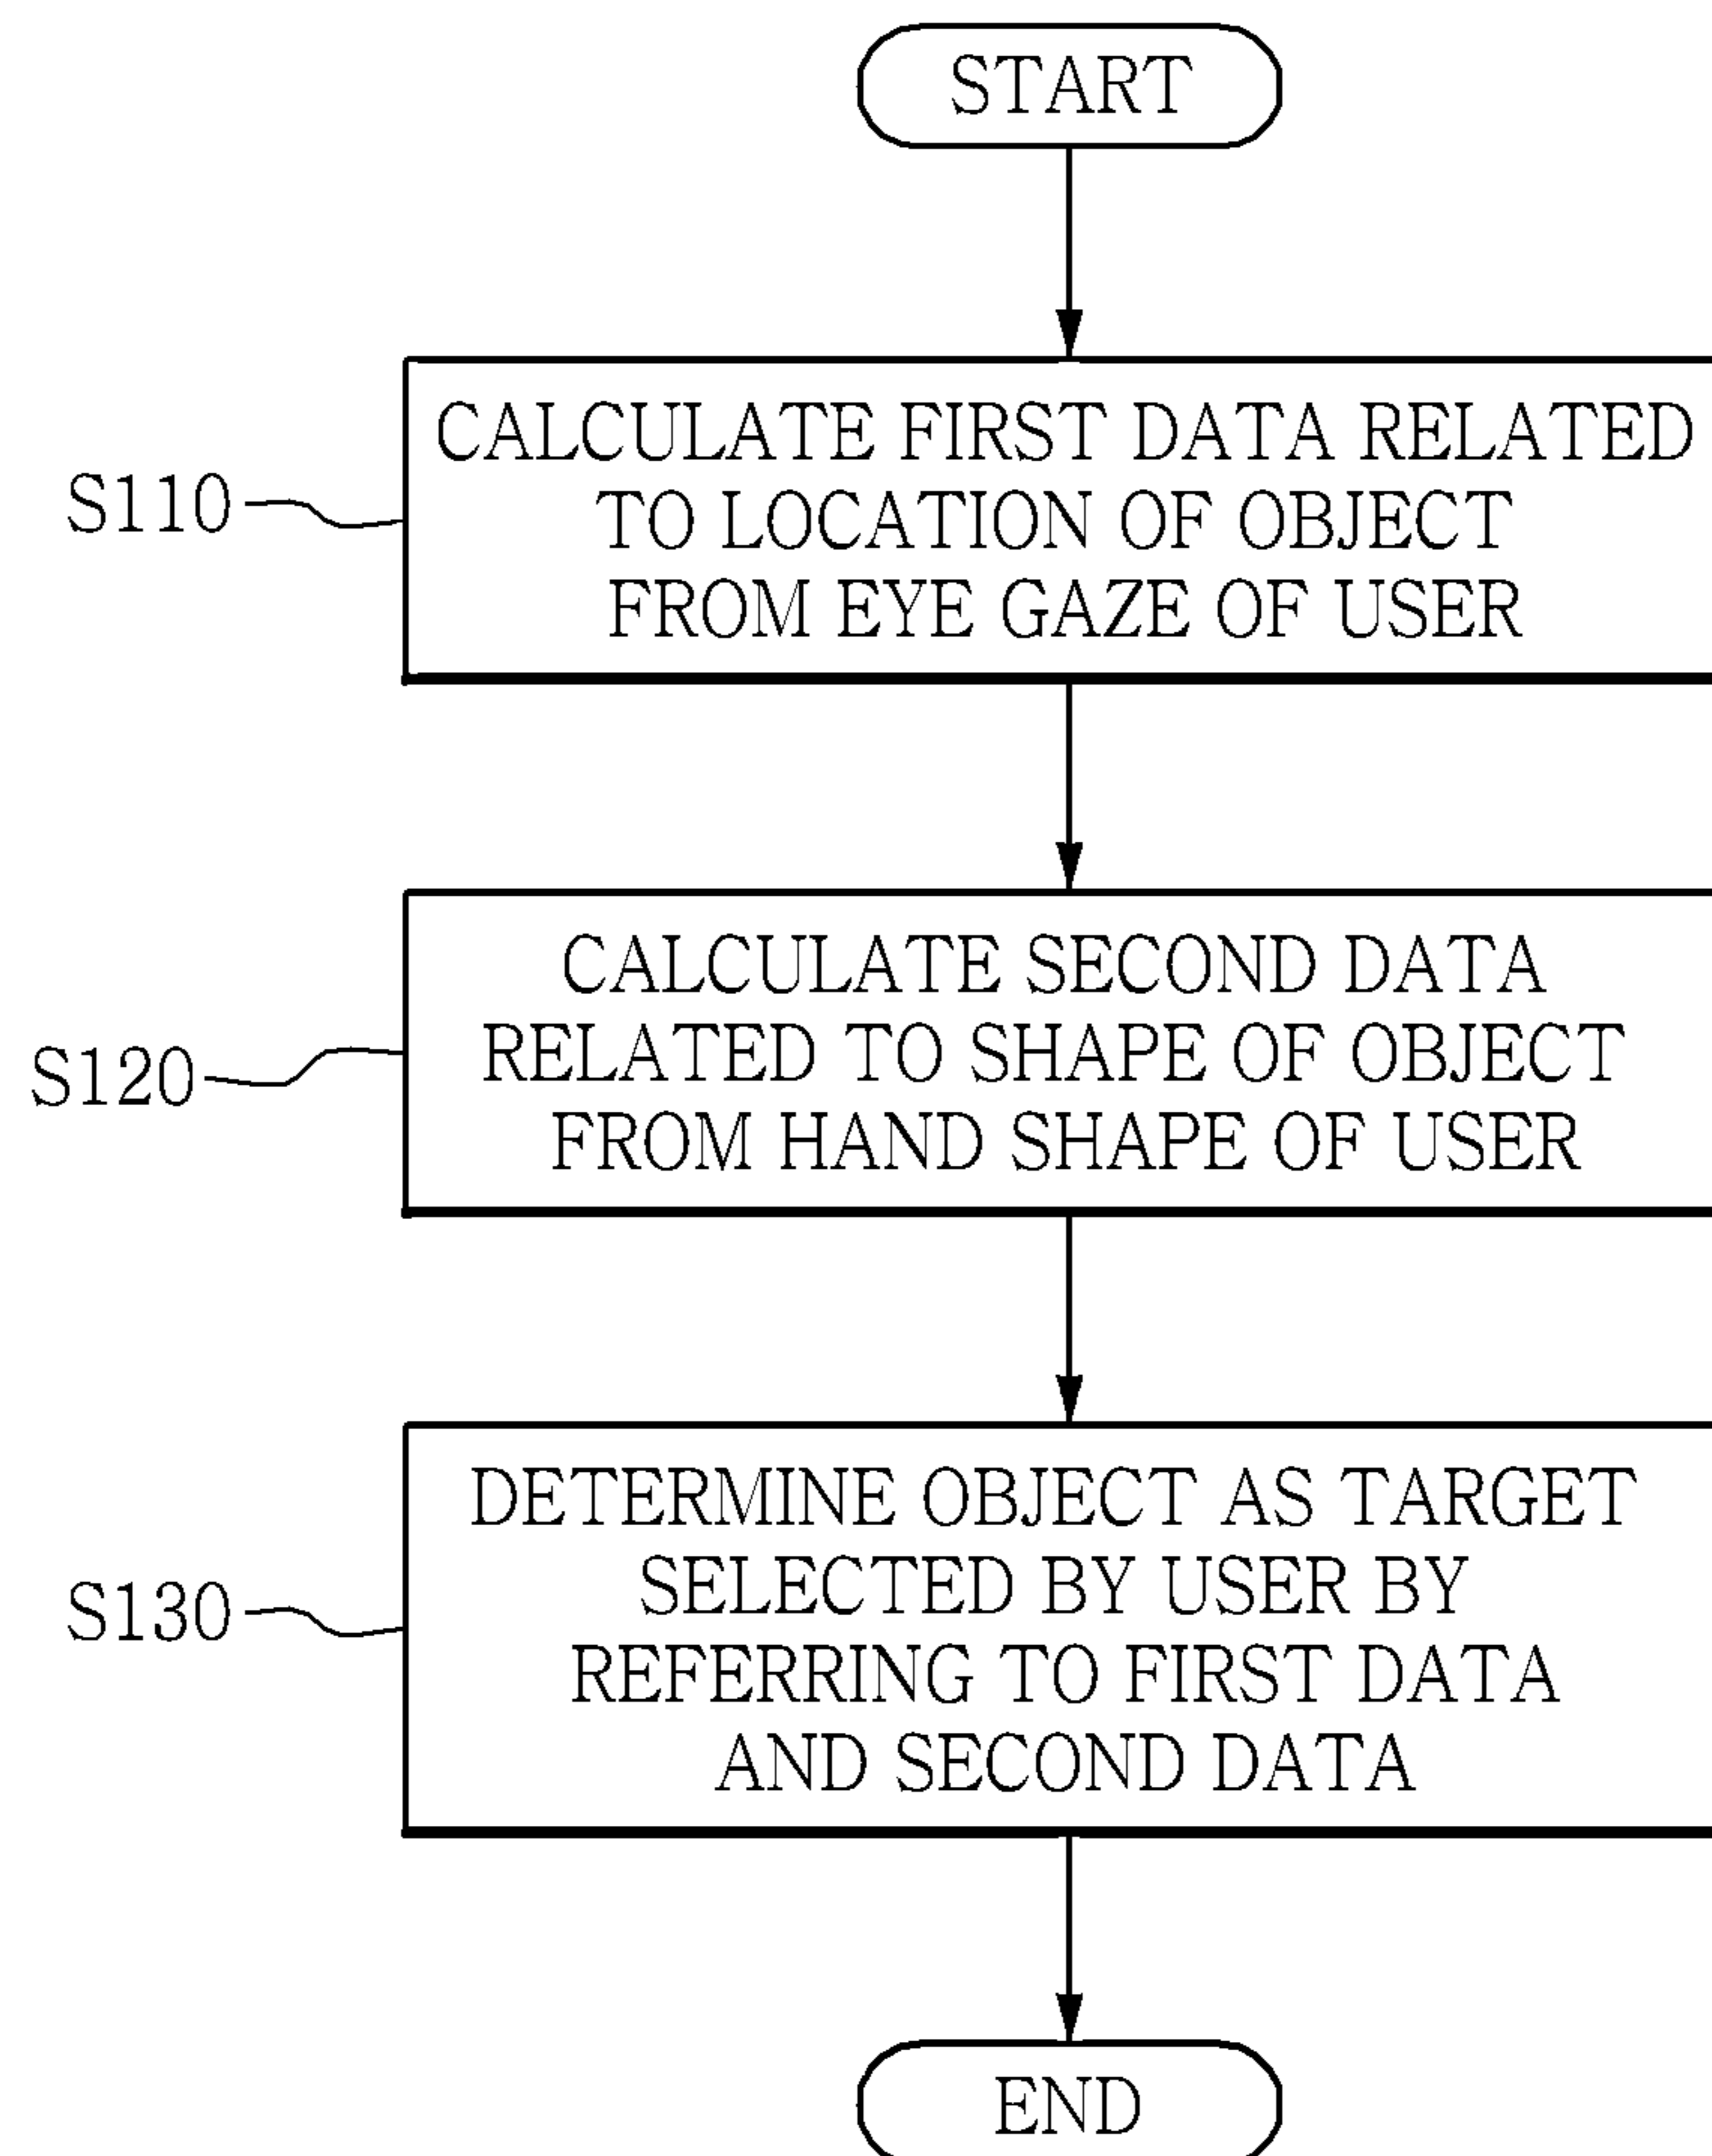 START
CALCULATE FIRST DATA RELATED
TO LOCATION OF OBJECT
FROM EYE GAZE OF USER
S110
CALCULATE SECOND DATA
RELATED TO SHAPE OF OBJECT
FROM HAND SHAPE OF USER
S120
DETERMINE OBJECT AS TARGET
SELECTED BY USER BY
REFERRING TO FIRST DATA
AND SECOND DATA
S130
END